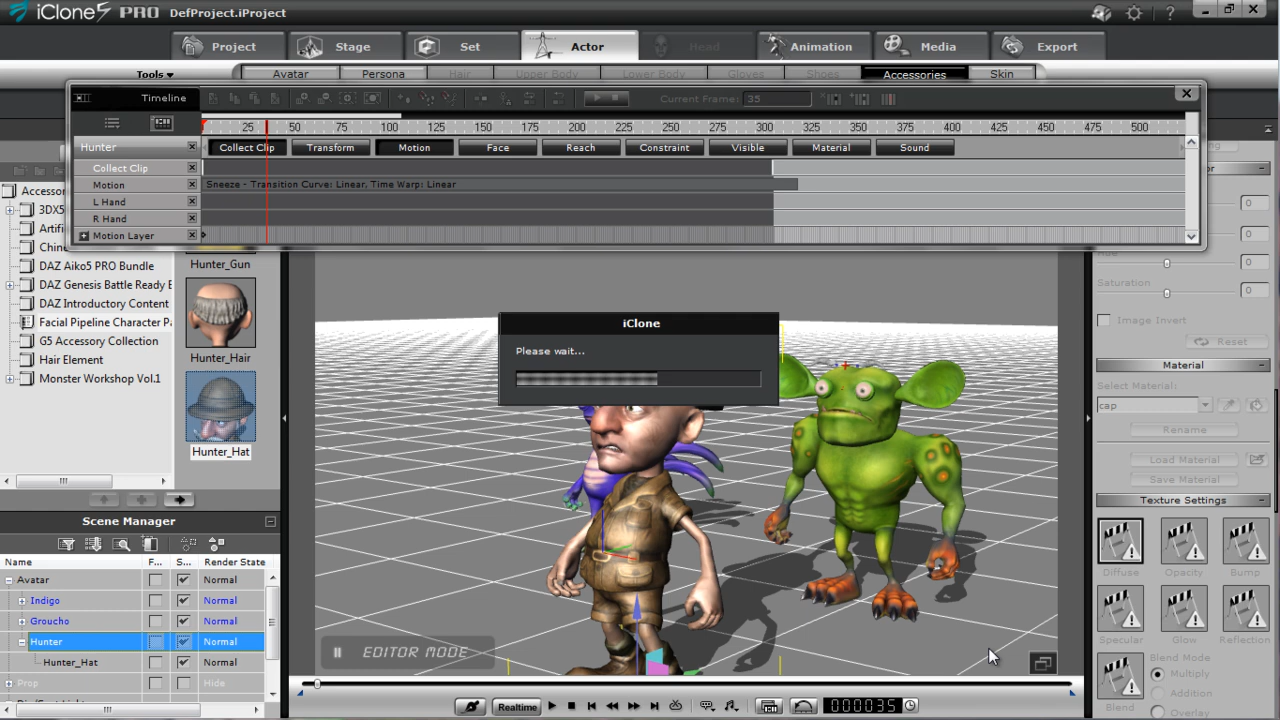 iClone5 PRO DefProject.iProject
Project Stage Set Actor Head Animation Media Export
Tools Avatar Persona Hair Upper Body Lower Body Gloves Shoes Accessories Skin
Timeline Current Frame: 35
25 50 75 100 125 150 175 200 225 250 275 300 325 350 375 400 425 450 475 500
Hunter Collect Clip Transform Motion Face Reach Constraint Visible Material Sound
Collect Clip
Motion Sneeze - Transition Curve: Linear, Time Warp: Linear
L Hand
R Hand
Motion Layer
DAZ Aiko5 PRO Bundle
DAZ Genesis Battle Ready B
DAZ Introductory Content
Facial Pipeline Character Pa
G5 Accessory Collection
Hair Element
Monster Workshop Vol.1
Hunter_Gun
Hunter_Hair
Hunter_Hat
iClone
Please wait...
EDITOR MODE
0
0
0
Saturation 0
Image Invert
Reset
Material
Select Material:
cap
Rename
Load Material
Save Material
Texture Settings
Diffuse Opacity Bump
Specular Glow Reflection
Blend
Blend Mode
Multiply
Addition
Overlay
Scene Manager
Name F... S... Render State
Avatar Normal
Indigo Normal
Groucho Normal
Hunter Normal
Hunter_Hat Normal
Prop Hide
Realtime 000035